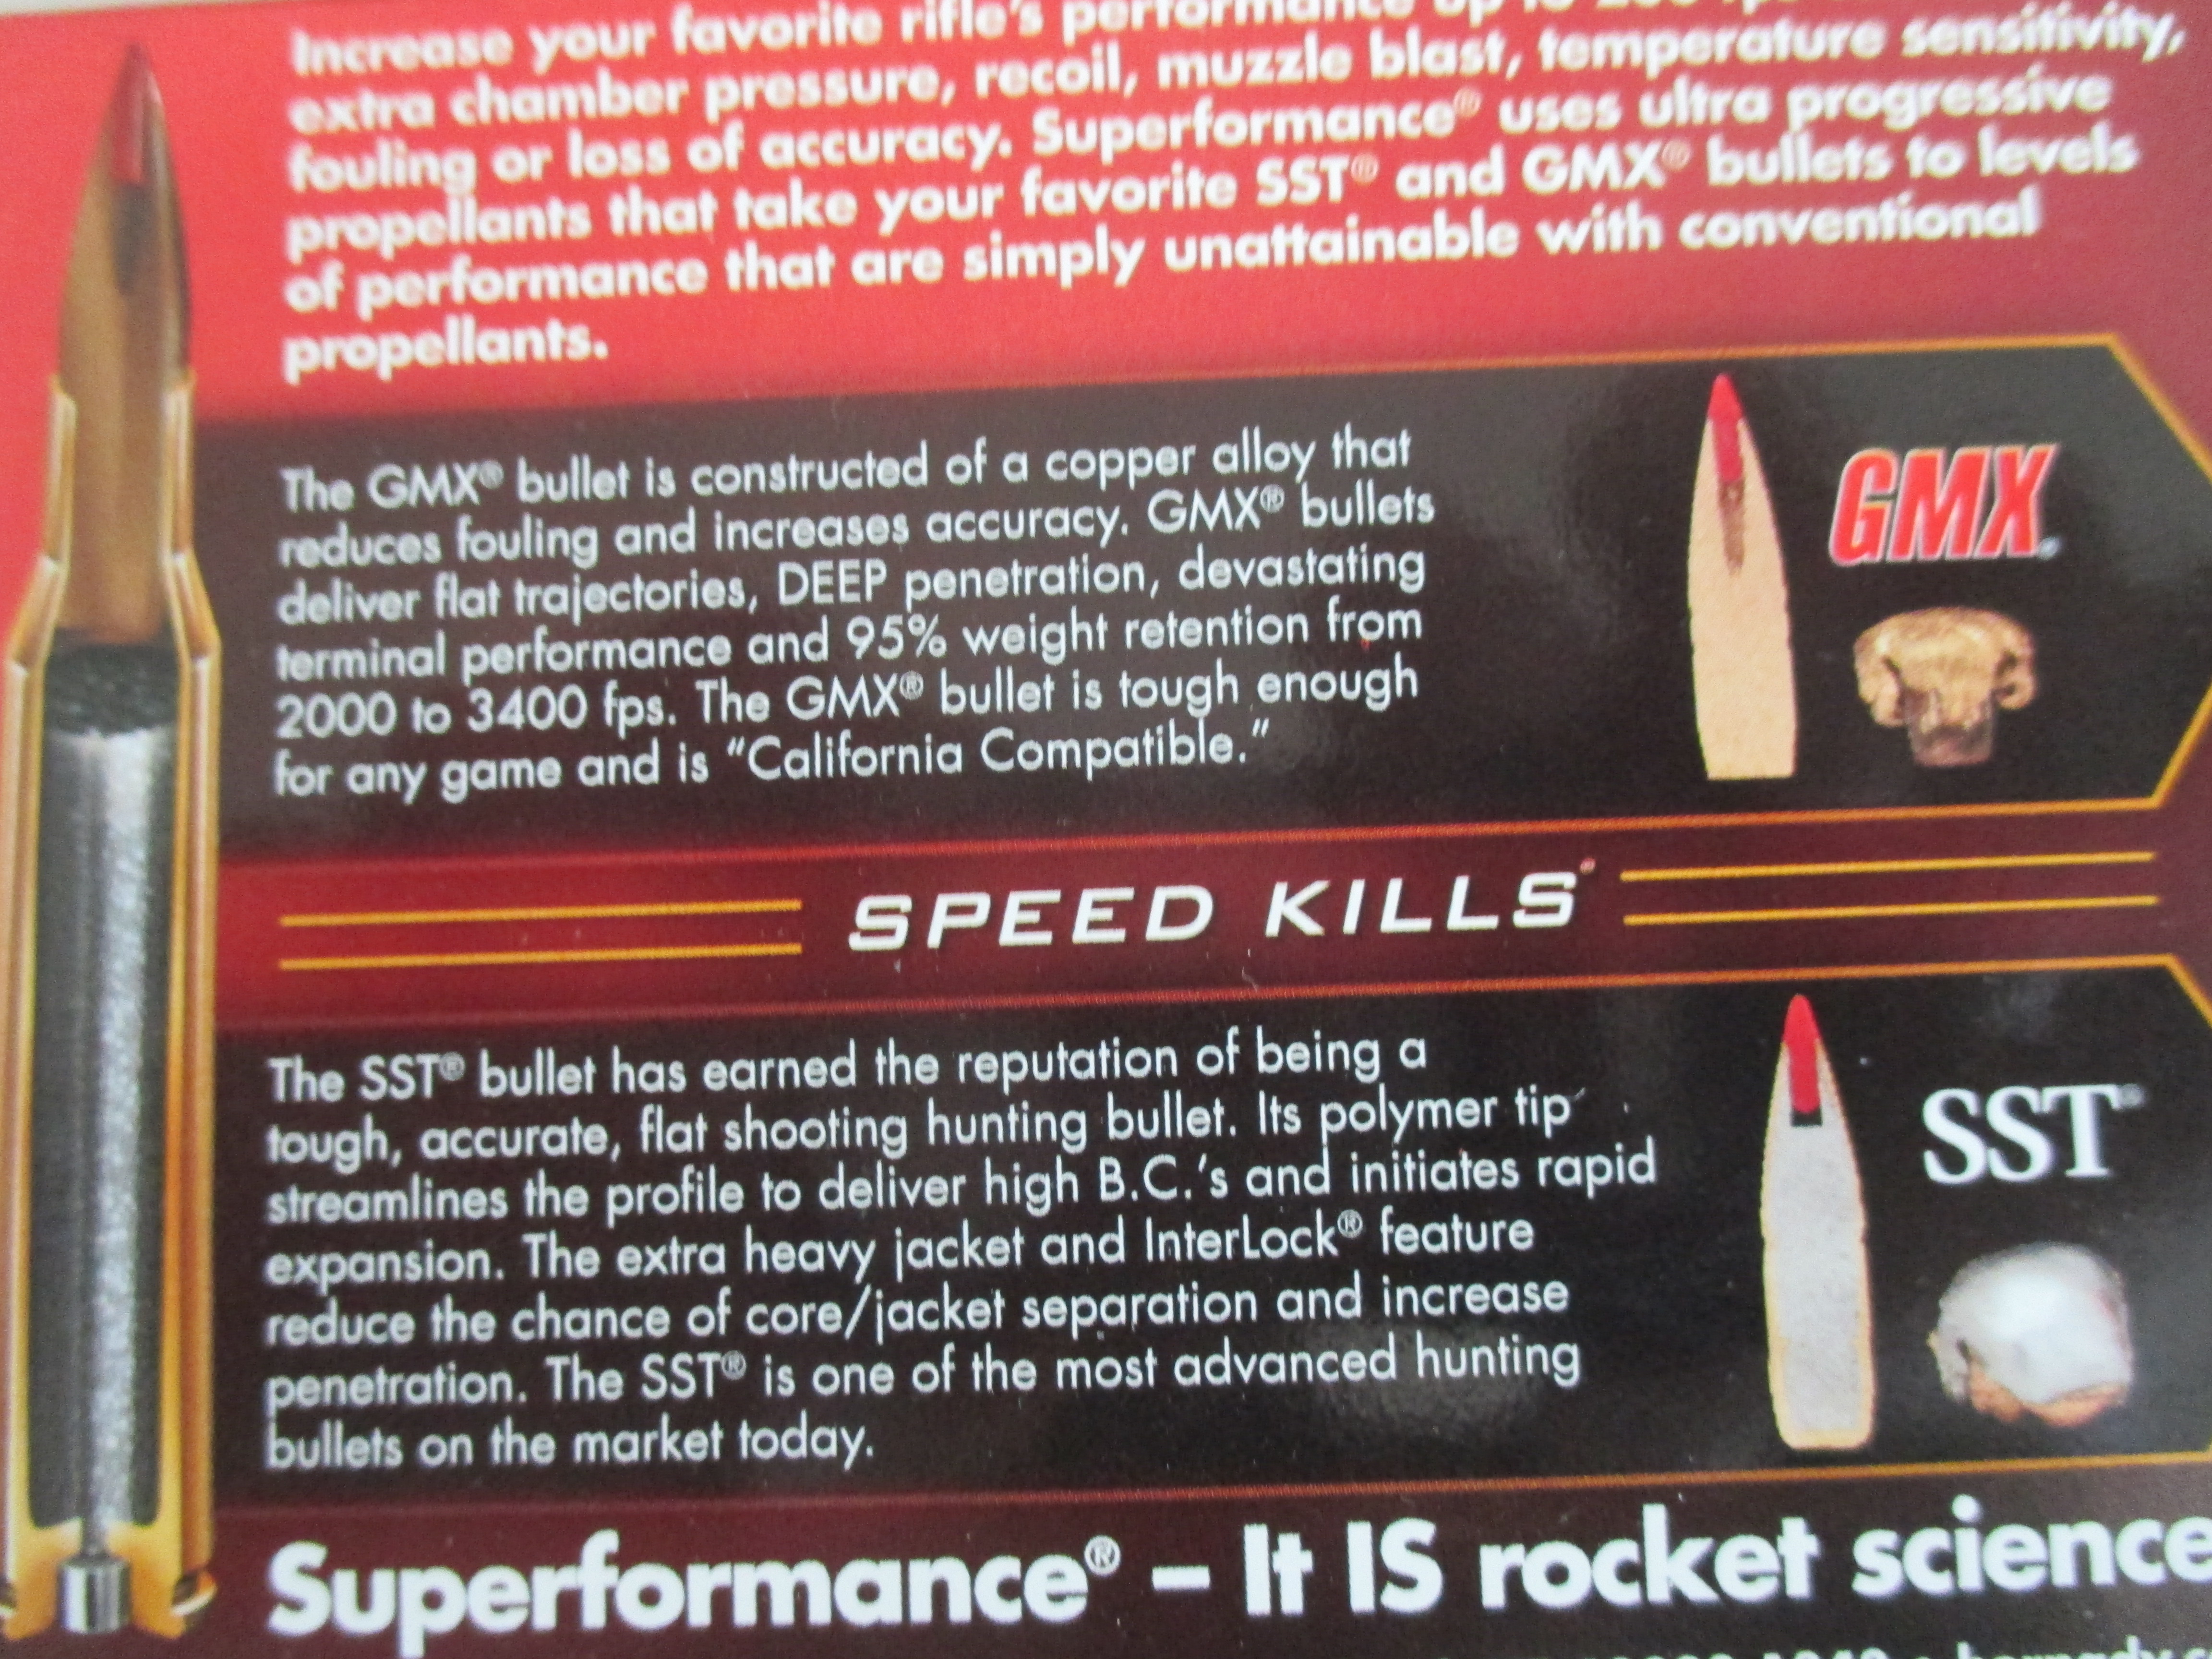 Increase your favorite rifle's performance up to
extra chamber pressure, recoil, muzzle blast, temperature sensitivity,
fouling or loss of accuracy. Superformance® uses ultra progressive
propellants that take your favorite SST® and GMX® bullets to levels
of performance that are simply unattainable with conventional
propellants.
The GMX® bullet is constructed of a copper alloy that
reduces fouling and increases accuracy. GMX® bullets
deliver flat trajectories, DEEP penetration, devastating
terminal performance and 95% weight retention from
2000 to 3400 fps. The GMX® bullet is tough enough
for any game and is "California Compatible."
GMX®
SPEED KILLS®
The SST® bullet has earned the reputation of being a
tough, accurate, flat shooting hunting bullet. Its polymer tip
streamlines the profile to deliver high B.C.'s and initiates rapid
expansion. The extra heavy jacket and InterLock® feature
reduce the chance of core/jacket separation and increase
penetration. The SST® is one of the most advanced hunting
bullets on the market today.
SST®
Superformance® – It IS rocket science